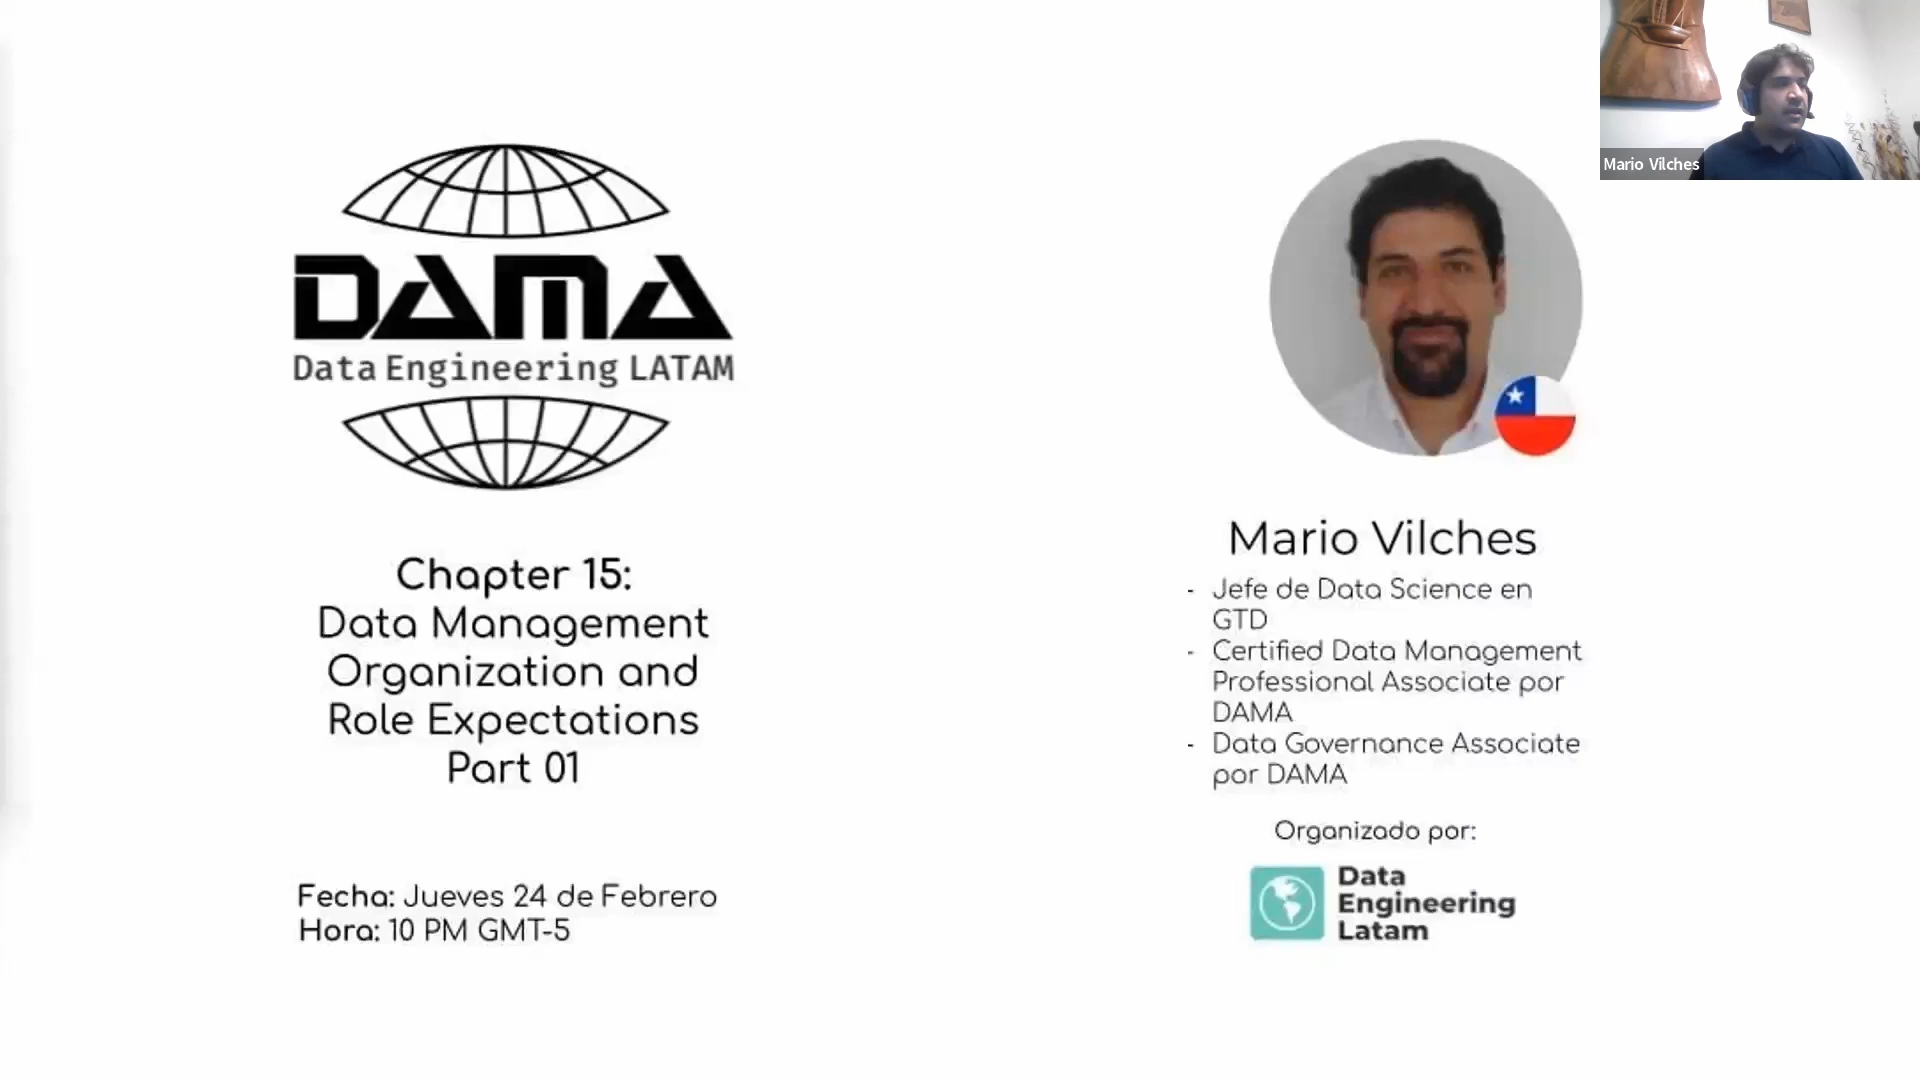 DAMA
Data Engineering LATAM
Chapter 15:
Data Management
Organization and
Role Expectations
Part 01
Fecha: Jueves 24 de Febrero
Hora: 10 PM GMT-5
Mario Vilches
Mario Vilches
- Jefe de Data Science en
GTD
- Certified Data Management
Professional Associate por
DAMA
- Data Governance Associate
por DAMA
Organizado por:
Data
Engineering
Latam